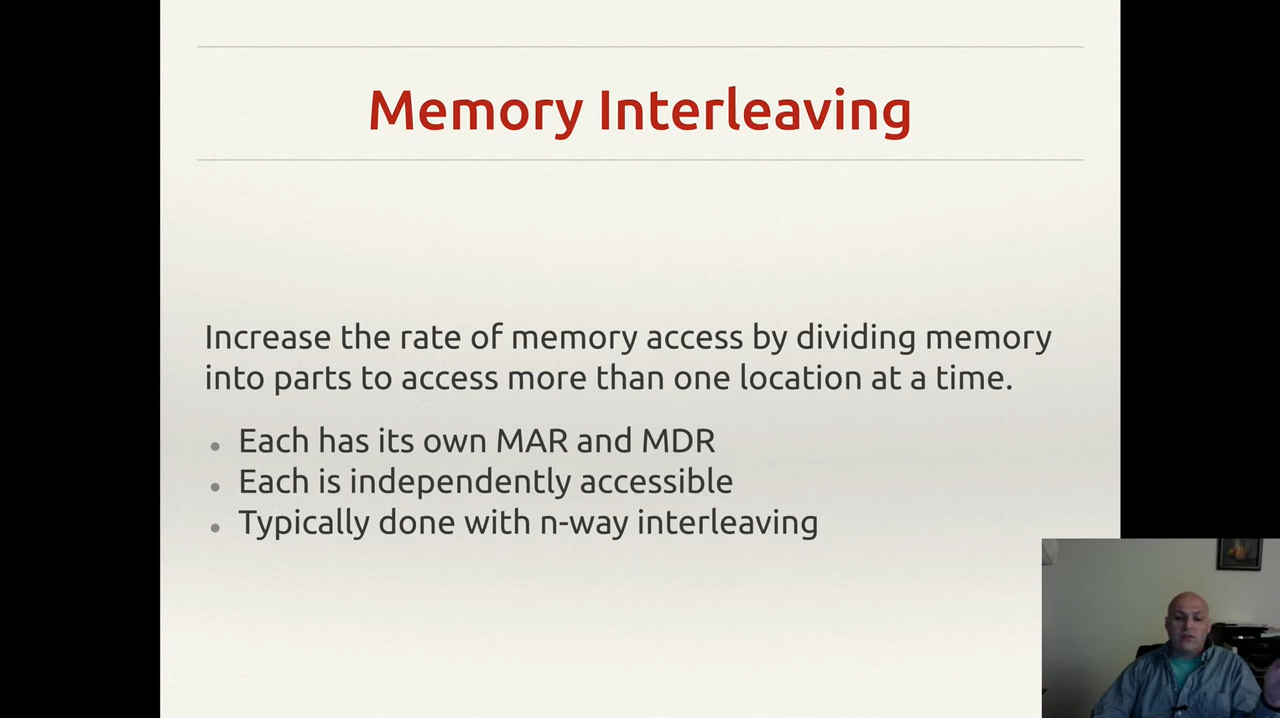 Memory Interleaving
Increase the rate of memory access by dividing memory
into parts to access more than one location at a time.
• Each has its own MAR and MDR
• Each is independently accessible
• Typically done with n-way interleaving